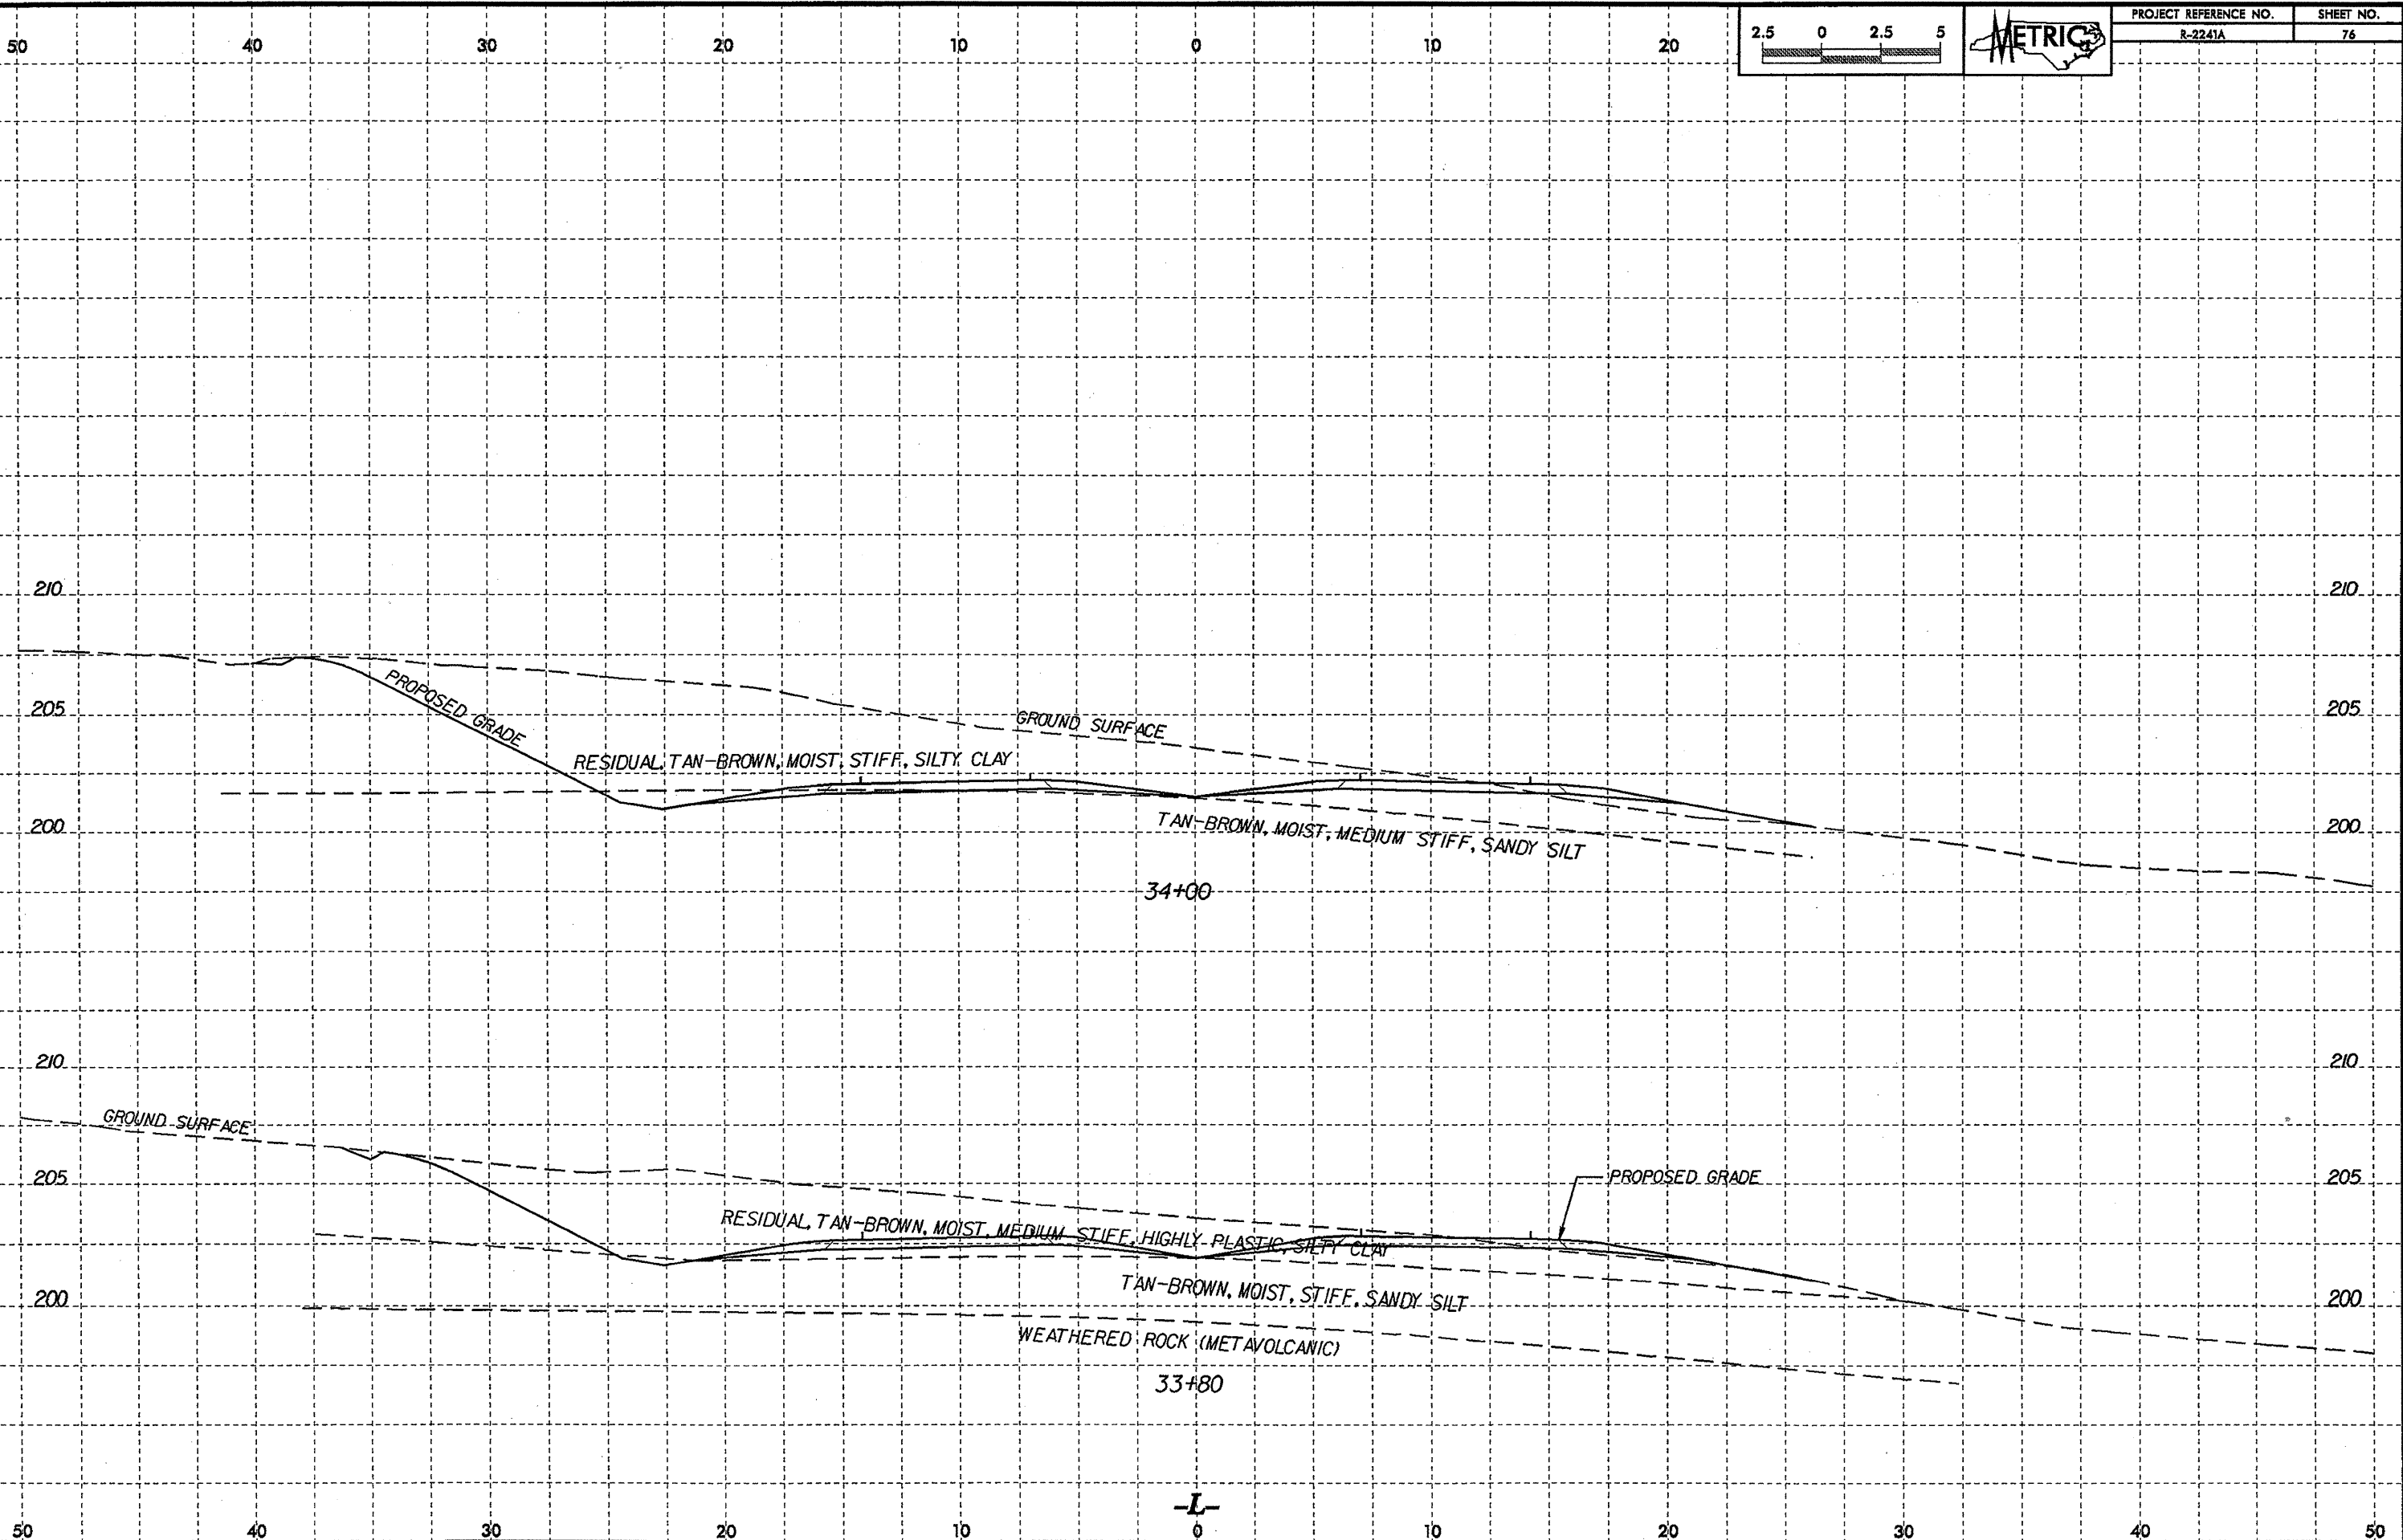 50 40 30 20 10 0 10 20
2.5 0 2.5 5
METRIC
PROJECT REFERENCE NO. SHEET NO.
R-2241A 76
210 210
PROPOSED GRADE
205 205
GROUND SURFACE
RESIDUAL, TAN-BROWN, MOIST, STIFF, SILTY CLAY
200 200
TAN-BROWN, MOIST, MEDIUM STIFF, SANDY SILT
34+00
210 210
GROUND SURFACE
205 205
PROPOSED GRADE
RESIDUAL, TAN-BROWN, MOIST, MEDIUM STIFF, HIGHLY PLASTIC, SILTY CLAY
TAN-BROWN, MOIST, STIFF, SANDY SILT
200 200
WEATHERED ROCK (METAVOLCANIC)
33+80
-L-
50 40 30 20 10 0 10 20 30 40 50